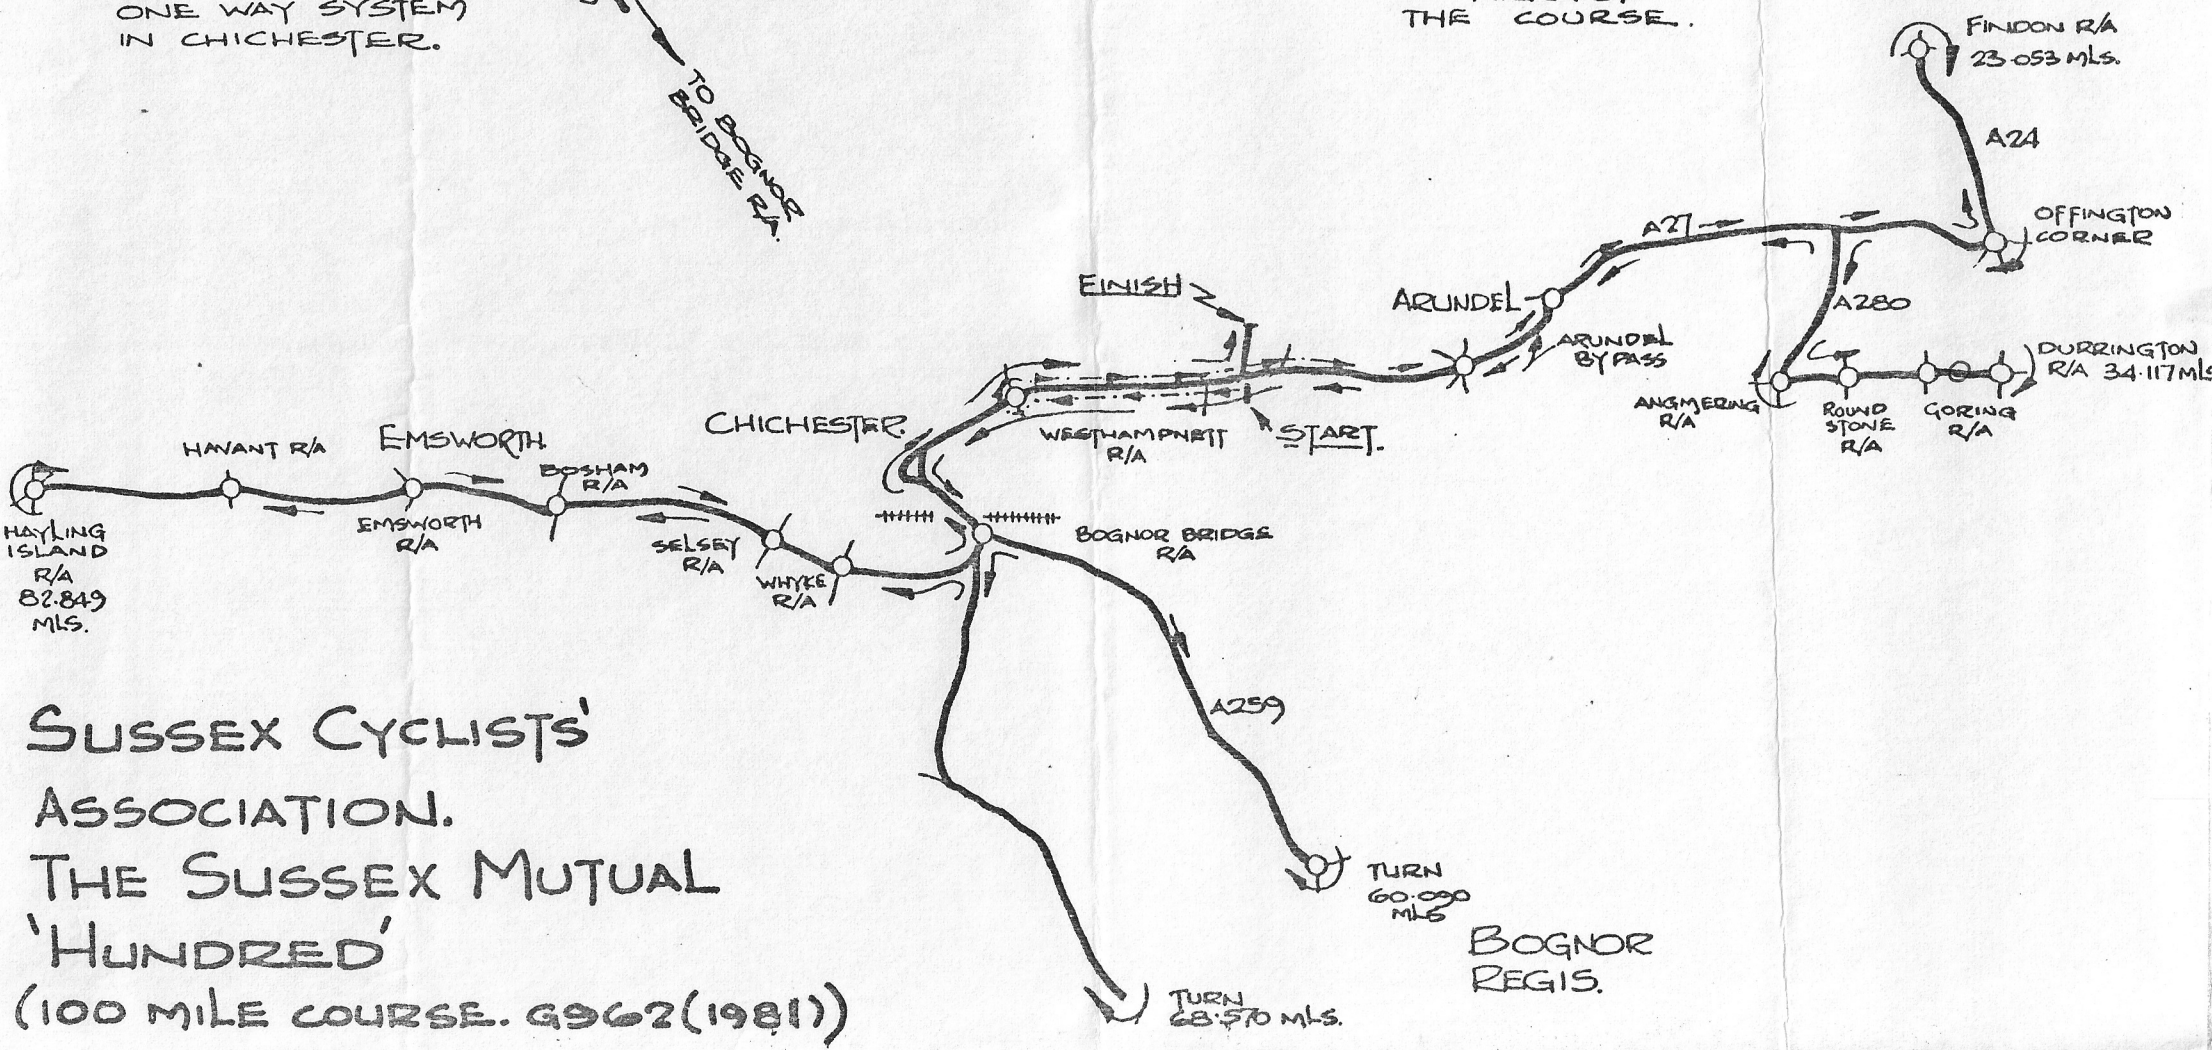 ONE WAY SYSTEM
IN CHICHESTER.
THE COURSE.
TO BOGNOR
BRIDGE R/A.
FINDON R/A
23.053 MLS.
A24
OFFINGTON
CORNER
A27
A280
FINISH
ARUNDEL
ARUNDEL
BY PASS
DURRINGTON
R/A 34.117 MLS
ANGMERING
R/A
ROUND
STONE
R/A
GORING
R/A
CHICHESTER.
WESTHAMPNETT
R/A
START.
HAVANT R/A
EMSWORTH
BOSHAM
R/A
EMSWORTH
R/A
HAYLING
ISLAND
R/A
82.849
MLS.
SELSEY
R/A
WHYKE
R/A
BOGNOR BRIDGE
R/A
A259
TURN
60.090
MLS
BOGNOR
REGIS.
TURN
68.570 MLS.
SUSSEX CYCLISTS'
ASSOCIATION.
THE SUSSEX MUTUAL
'HUNDRED'
(100 MILE COURSE. G962 (1981))